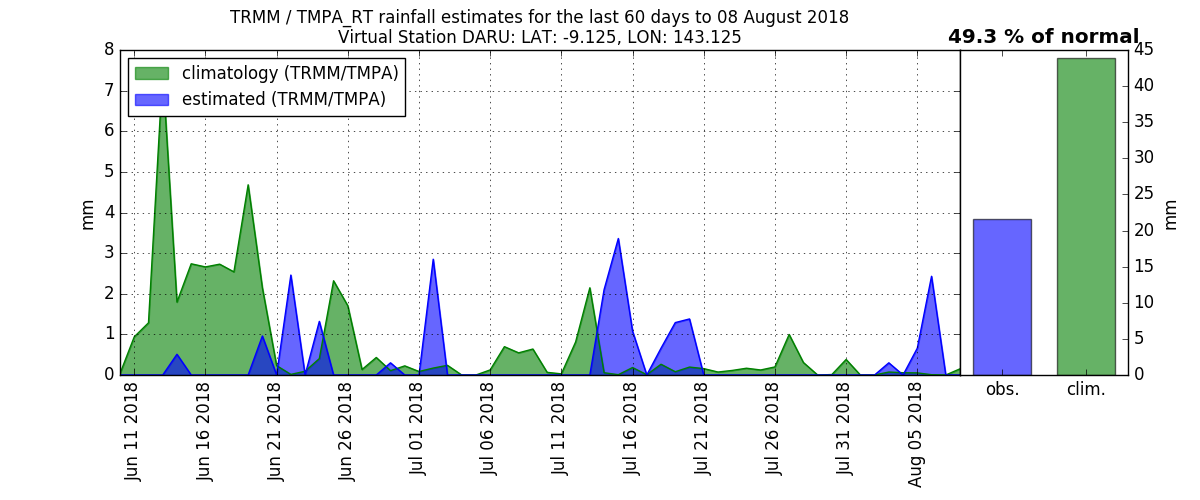 TRMM / TMPA_RT rainfall estimates for the last 60 days to 08 August 2018
Virtual Station DARU: LAT: -9.125, LON: 143.125
49.3 % of normal
climatology (TRMM/TMPA)
estimated (TRMM/TMPA)
8
7
6
5
4
3
2
1
0
mm
Jun 11 2018
Jun 16 2018
Jun 21 2018
Jun 26 2018
Jul 01 2018
Jul 06 2018
Jul 11 2018
Jul 16 2018
Jul 21 2018
Jul 26 2018
Jul 31 2018
Aug 05 2018
obs.
clim.
45
40
35
30
25
20
15
10
5
0
mm